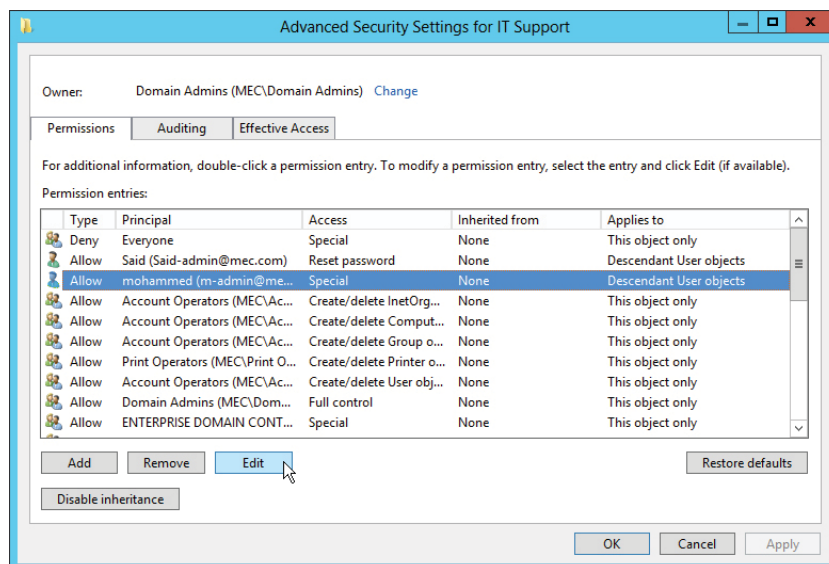 Advanced Security Settings for IT Support
Owner: Domain Admins (MEC\Domain Admins) Change
Permissions Auditing Effective Access
For additional information, double-click a permission entry. To modify a permission entry, select the entry and click Edit (if available).
Permission entries:
Type Principal Access Inherited from Applies to
Deny Everyone Special None This object only
Allow Said (Said-admin@mec.com) Reset password None Descendant User objects
Allow mohammed (m-admin@me... Special None Descendant User objects
Allow Account Operators (MEC\Ac... Create/delete InetOrg... None This object only
Allow Account Operators (MEC\Ac... Create/delete Comput... None This object only
Allow Account Operators (MEC\Ac... Create/delete Group o... None This object only
Allow Print Operators (MEC\Print O... Create/delete Printer o... None This object only
Allow Account Operators (MEC\Ac... Create/delete User obj... None This object only
Allow Domain Admins (MEC\Dom... Full control None This object only
Allow ENTERPRISE DOMAIN CONT... Special None This object only
Add Remove Edit Restore defaults
Disable inheritance
OK Cancel Apply